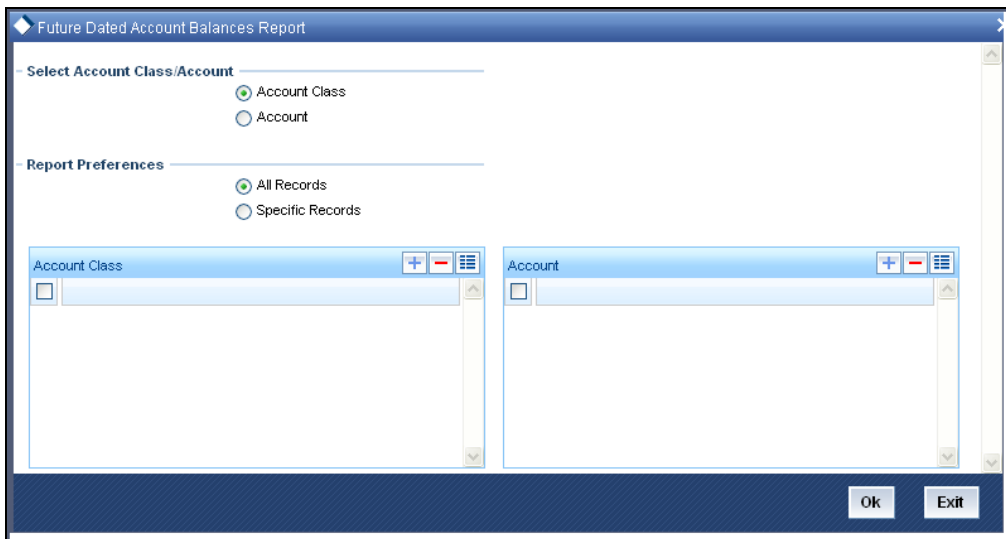 Future Dated Account Balances Report
Select Account Class/Account
Account Class
Account
Report Preferences
All Records
Specific Records
Account Class
Account
Ok
Exit